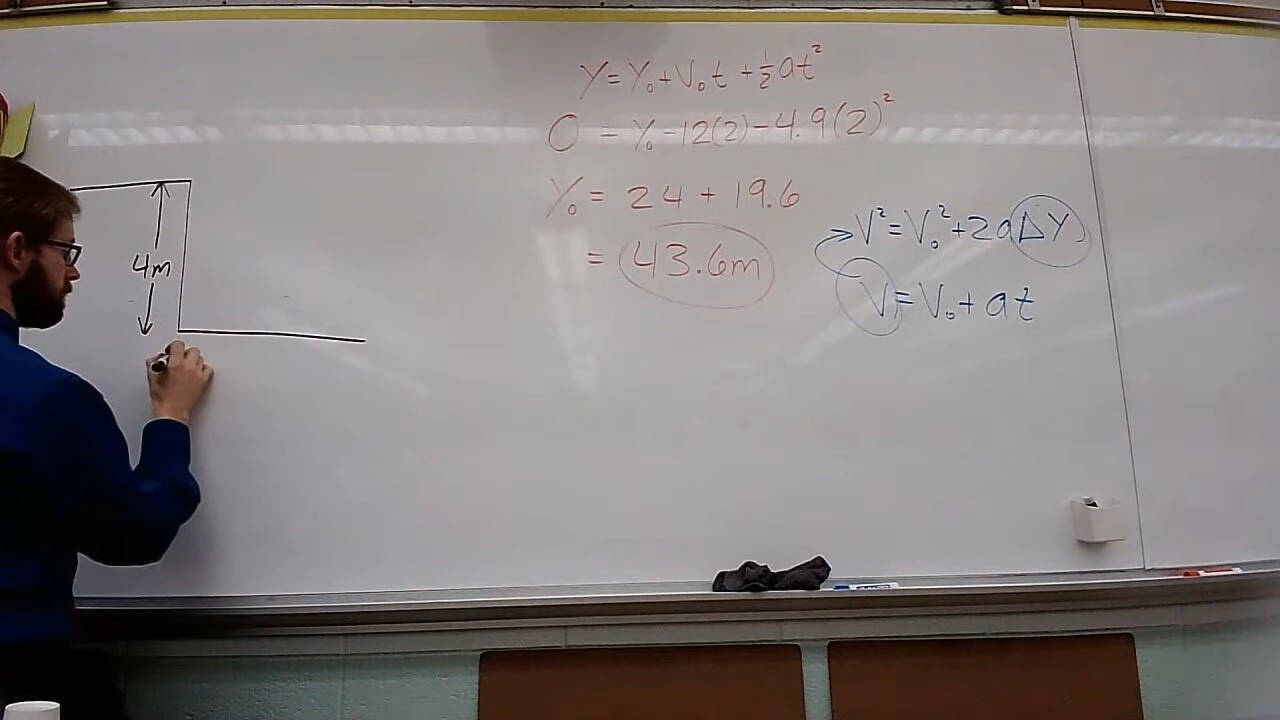 4m
Y = Y₀ + V₀t + ½at²
0 = Y₀ - 12(2) - 4.9(2)²
Y₀ = 24 + 19.6
= 43.6m
V² = V₀² + 2aΔY
V = V₀ + at